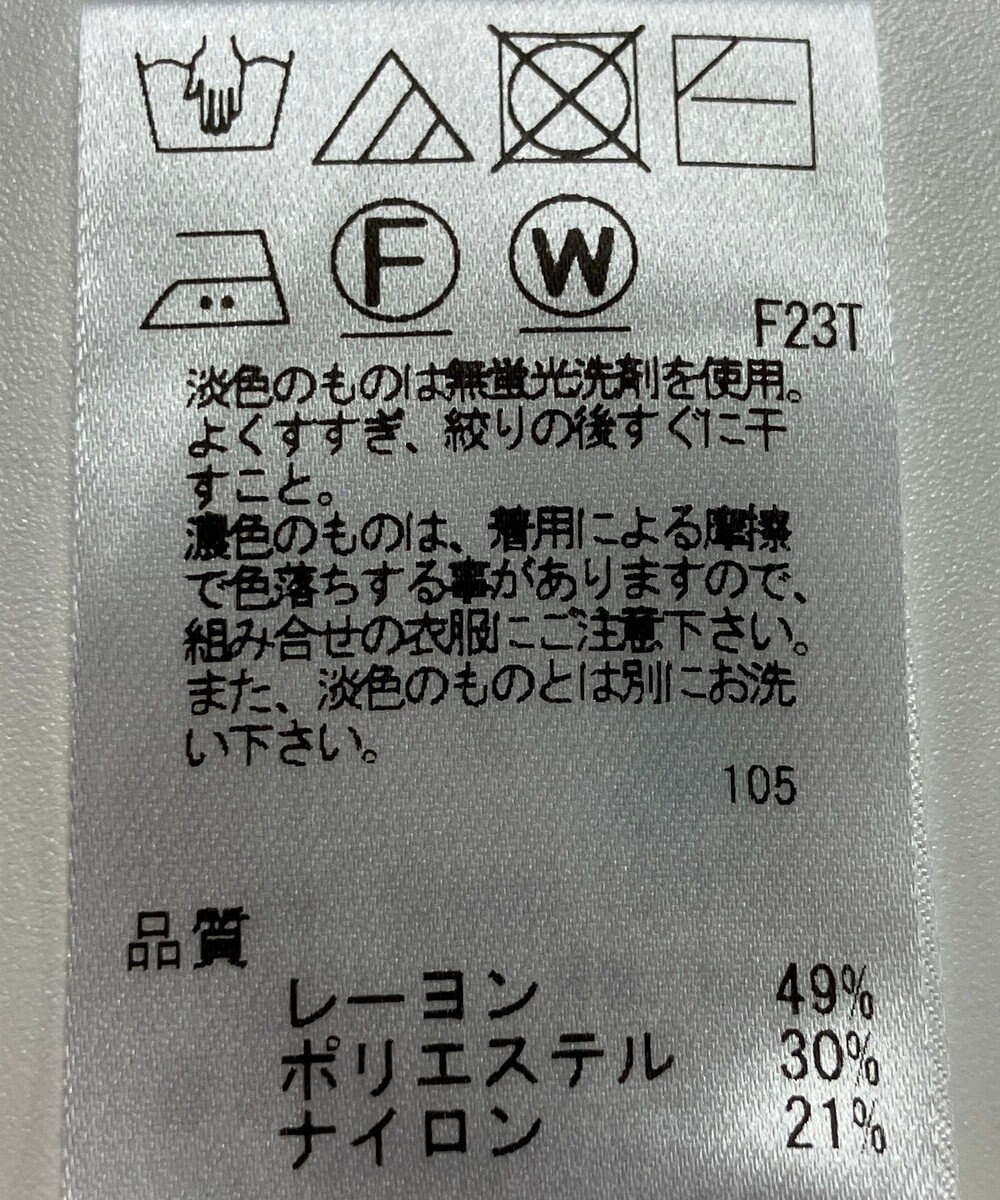 F W
F23T
淡色のものは無蛍光洗剤を使用。
よくすすぎ、絞りの後すぐに干
すこと。
濃色のものは、着用による摩擦
で色落ちする事がありますので、
組み合せの衣服にご注意下さい。
また、淡色のものとは別にお洗
い下さい。
105
品質
レーヨン 49%
ポリエステル 30%
ナイロン 21%